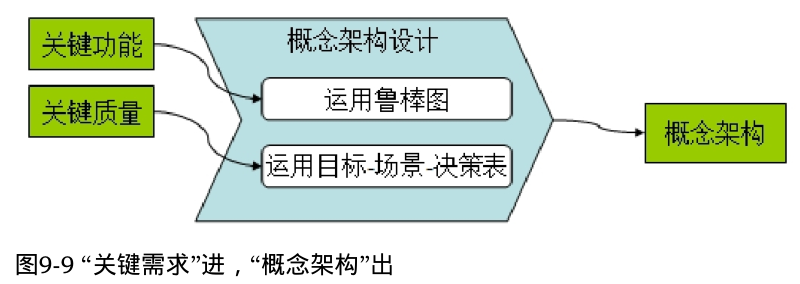 关键功能
关键质量
概念架构设计
运用鲁棒图
运用目标-场景-决策表
概念架构
图9-9 “关键需求”进，“概念架构”出